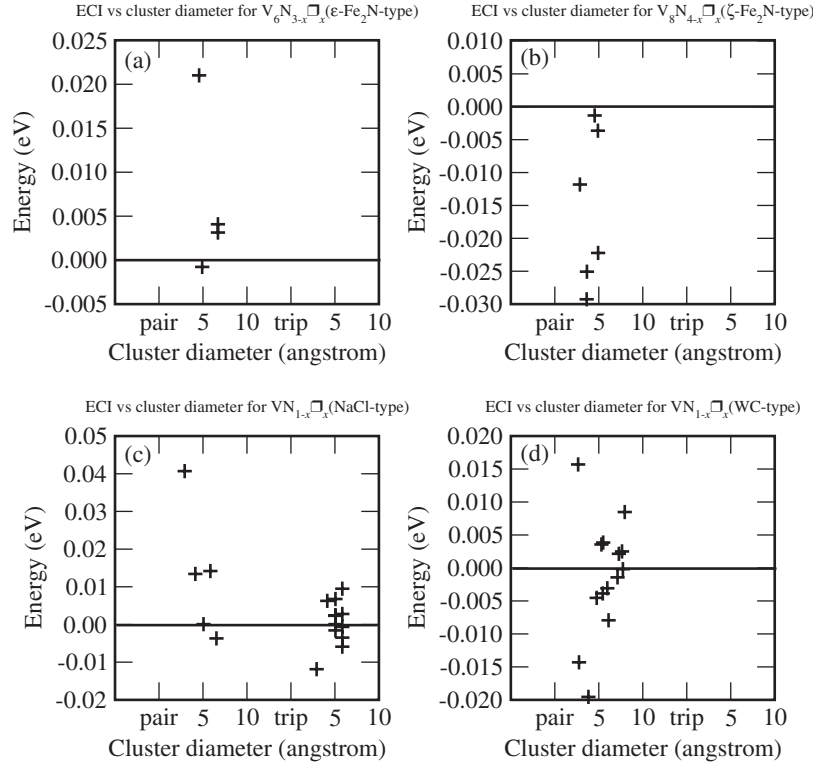 ECI vs cluster diameter for V₆N₃₋ₓ□ₓ(ε-Fe₂N-type)
(a)
Energy (eV)
0.025
0.020
0.015
0.010
0.005
0.000
-0.005
pair 5 10 trip 5 10
Cluster diameter (angstrom)
ECI vs cluster diameter for V₈N₄₋ₓ□ₓ(ζ-Fe₂N-type)
(b)
Energy (eV)
0.010
0.005
0.000
-0.005
-0.010
-0.015
-0.020
-0.025
-0.030
pair 5 10 trip 5 10
Cluster diameter (angstrom)
ECI vs cluster diameter for VN₁₋ₓ□ₓ(NaCl-type)
(c)
Energy (eV)
0.05
0.04
0.03
0.02
0.01
0.00
-0.01
-0.02
pair 5 10 trip 5 10
Cluster diameter (angstrom)
ECI vs cluster diameter for VN₁₋ₓ□ₓ(WC-type)
(d)
Energy (eV)
0.020
0.015
0.010
0.005
0.000
-0.005
-0.010
-0.015
-0.020
pair 5 10 trip 5 10
Cluster diameter (angstrom)